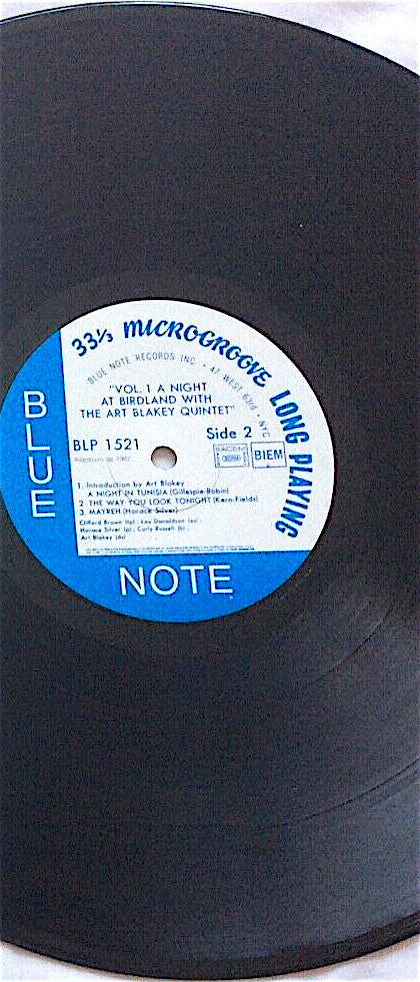 33⅓ MICROGROOVE LONG PLAYING
BLUE NOTE RECORDS INC · 47 WEST 63rd · NYC
"VOL. 1 A NIGHT
AT BIRDLAND WITH
THE ART BLAKEY QUINTET"
BLP 1521
Side 2
SACEM
BIEM
1. Introduction by Art Blakey
A NIGHT IN TUNISIA (Gillespie-Robin)
2. THE WAY YOU LOOK TONIGHT (Kern-Fields)
3. MAYREH (Horace Silver)
Clifford Brown (tp), Lou Donaldson (as),
Horace Silver (p), Curly Russell (b),
Art Blakey (ds)
BLUE
NOTE